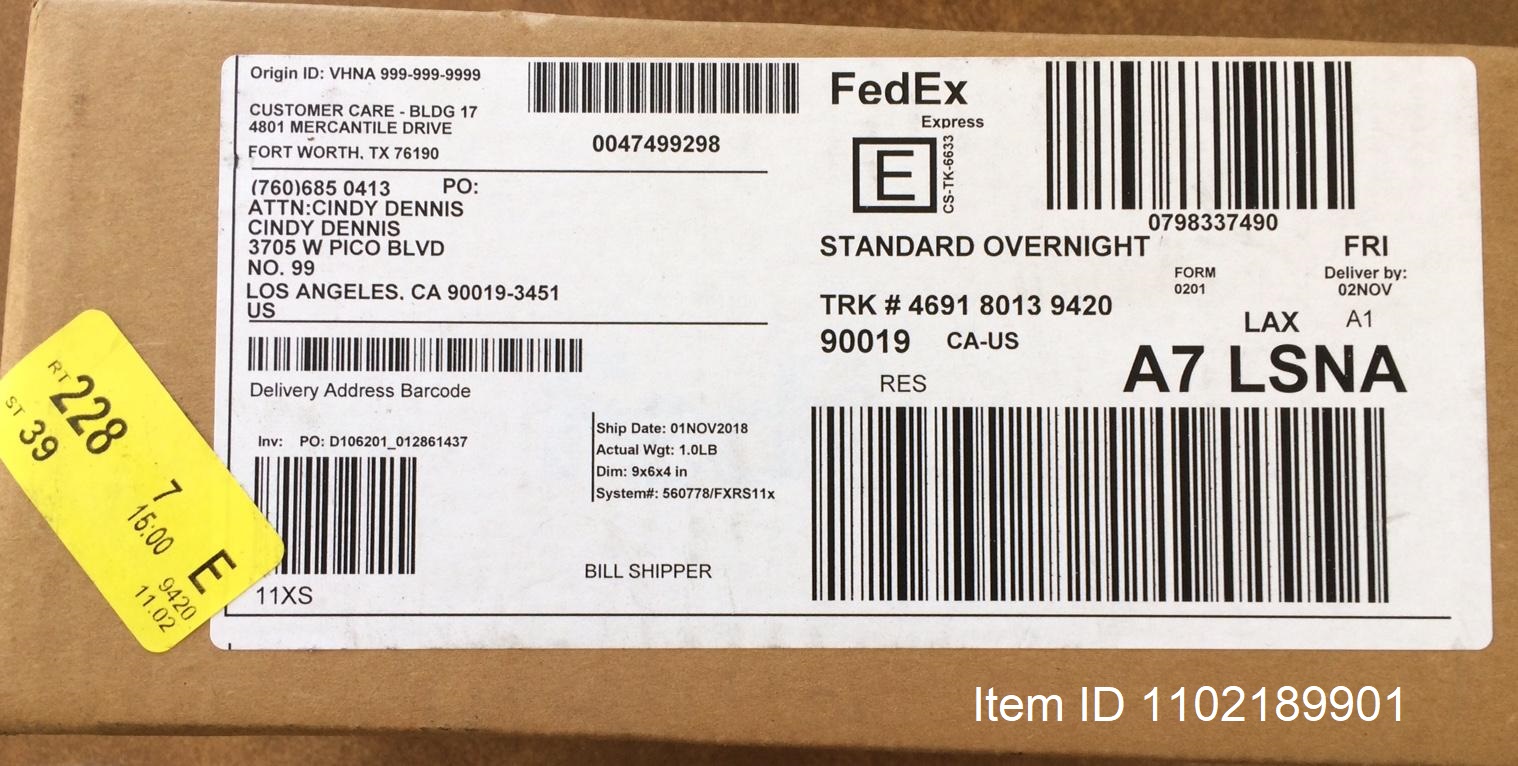 Origin ID: VHNA 999-999-9999
CUSTOMER CARE - BLDG 17
4801 MERCANTILE DRIVE
FORT WORTH, TX 76190
0047499298
(760)685 0413 PO:
ATTN:CINDY DENNIS
CINDY DENNIS
3705 W PICO BLVD
NO. 99
LOS ANGELES. CA 90019-3451
US
Delivery Address Barcode
Inv: PO: D106201_012861437
11XS
Ship Date: 01NOV2018
Actual Wgt: 1.0LB
Dim: 9x6x4 in
System#: 560778/FXRS11x
BILL SHIPPER
FedEx
Express
E
CS-TK-6633
0798337490
STANDARD OVERNIGHT
FRI
FORM
0201
Deliver by:
02NOV
TRK # 4691 8013 9420
LAX A1
90019 CA-US
A7 LSNA
RES
RT 228
ST 39
7
15:00
E
9420
11.02
Item ID 1102189901